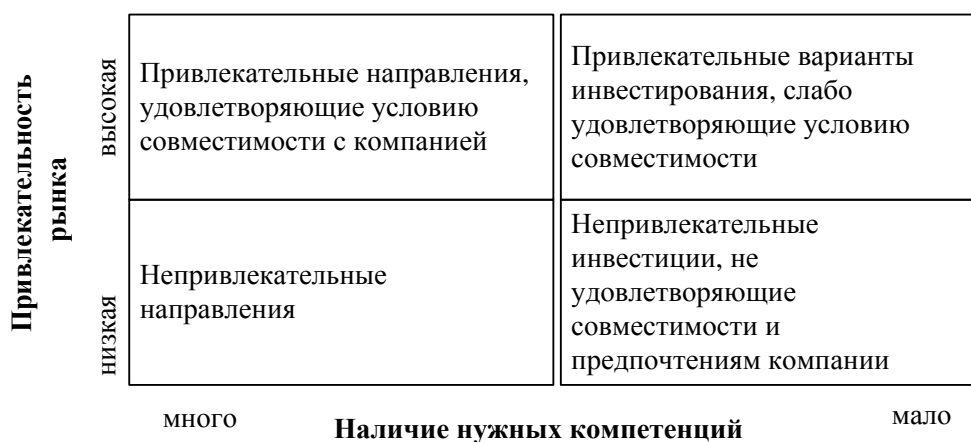 Привлекательность
рынка
высокая
низкая
Привлекательные направления,
удовлетворяющие условию
совместимости с компанией
Привлекательные варианты
инвестирования, слабо
удовлетворяющие условию
совместимости
Непривлекательные
направления
Непривлекательные
инвестиции, не
удовлетворяющие
совместимости и
предпочтениям компании
много
Наличие нужных компетенций
мало